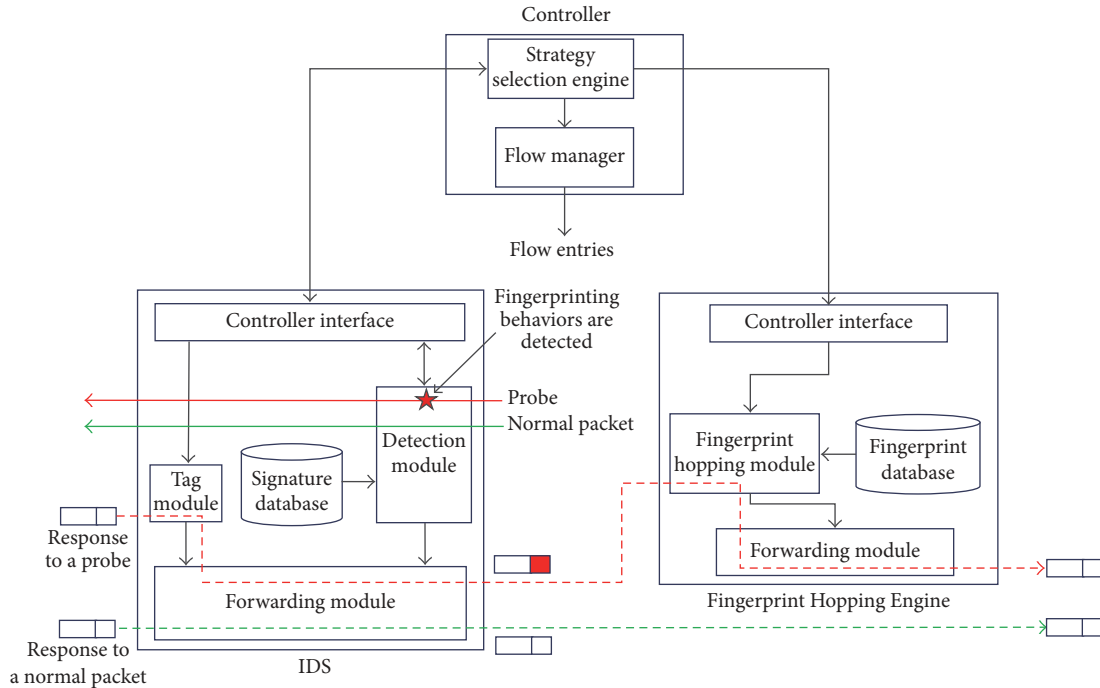 Controller
Strategy
selection engine
Flow manager
Flow entries
Fingerprinting
behaviors are
detected
Controller interface
Controller interface
Probe
Normal packet
Detection
module
Signature
database
Tag
module
Fingerprint
hopping module
Fingerprint
database
Response
to a probe
Forwarding module
Forwarding module
Fingerprint Hopping Engine
Response to
a normal packet
IDS